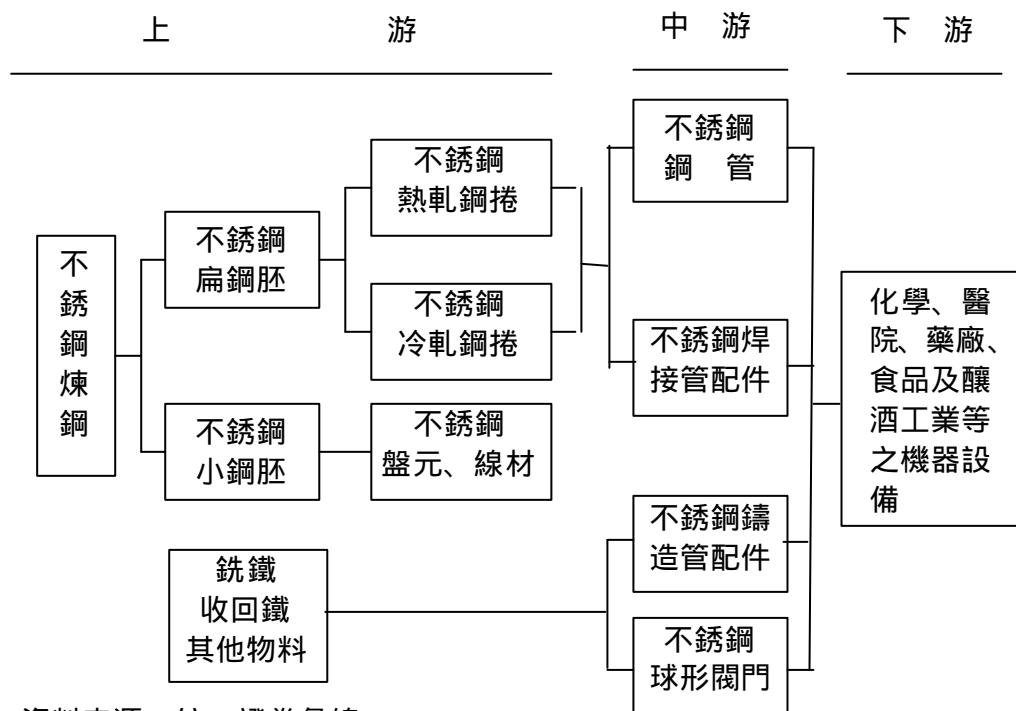 上 游
中 游
下 游
不
銹
鋼
煉
鋼
不銹鋼
扁鋼胚
不銹鋼
小鋼胚
不銹鋼
熱軋鋼捲
不銹鋼
冷軋鋼捲
不銹鋼
盤元、線材
銑鐵
收回鐵
其他物料
不銹鋼
鋼 管
不銹鋼焊
接管配件
不銹鋼鑄
造管配件
不銹鋼
球形閥門
化學、醫
院、藥廠、
食品及釀
酒工業等
之機器設
備